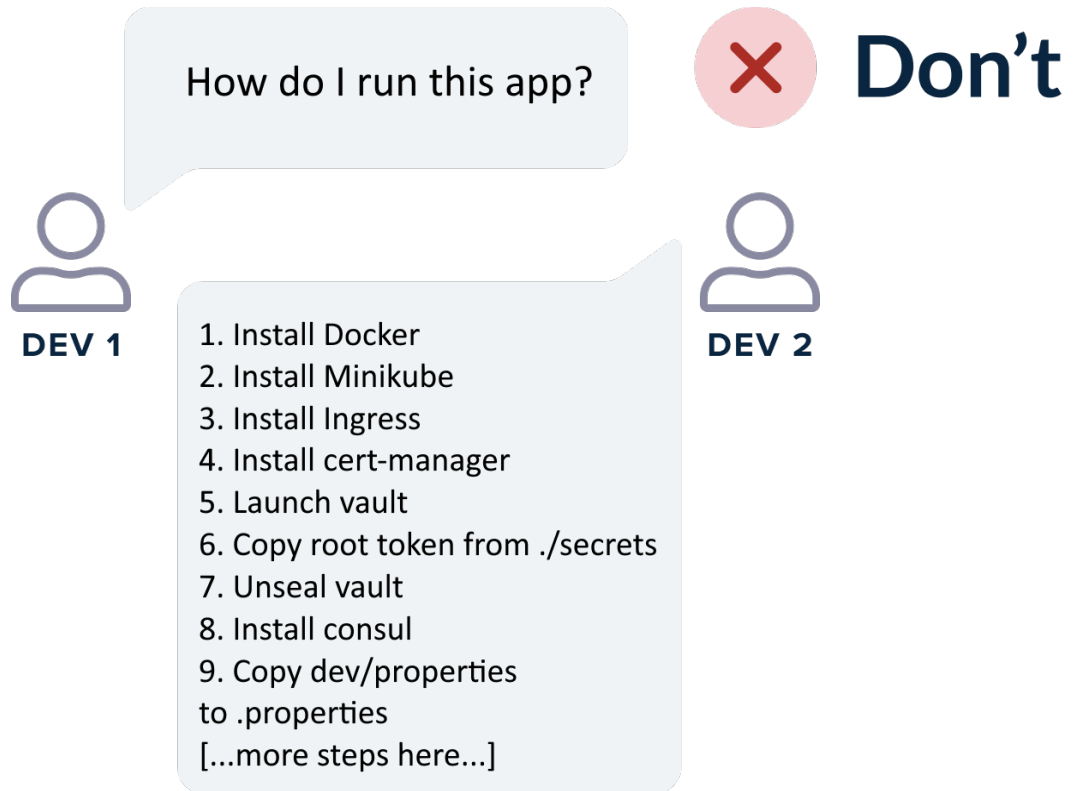 How do I run this app?
Don’t
DEV 1
DEV 2
1. Install Docker
2. Install Minikube
3. Install Ingress
4. Install cert-manager
5. Launch vault
6. Copy root token from ./secrets
7. Unseal vault
8. Install consul
9. Copy dev/properties
to .properties
[...more steps here...]